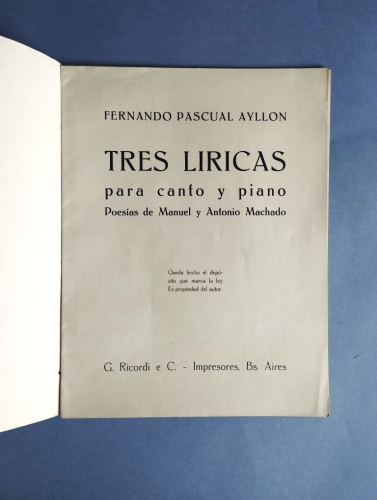 FERNANDO PASCUAL AYLLON
TRES LIRICAS
para canto y piano
Poesías de Manuel y Antonio Machado
Queda hecho el depó-
sito que marca la ley
Es propiedad del autor.
G. Ricordi e C. - Impresores, Bs. Aires